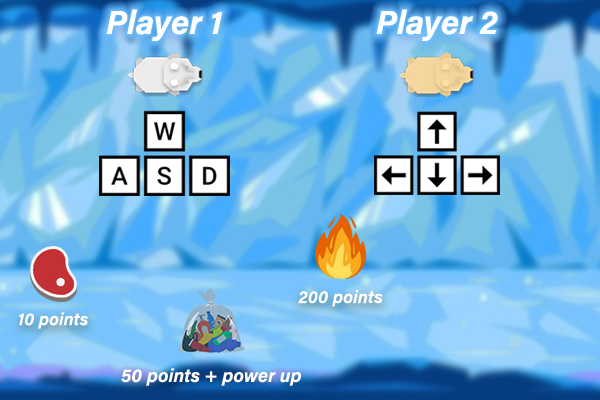 Player 1
Player 2
W
A S D
↑
← ↓ →
200 points
10 points
50 points + power up